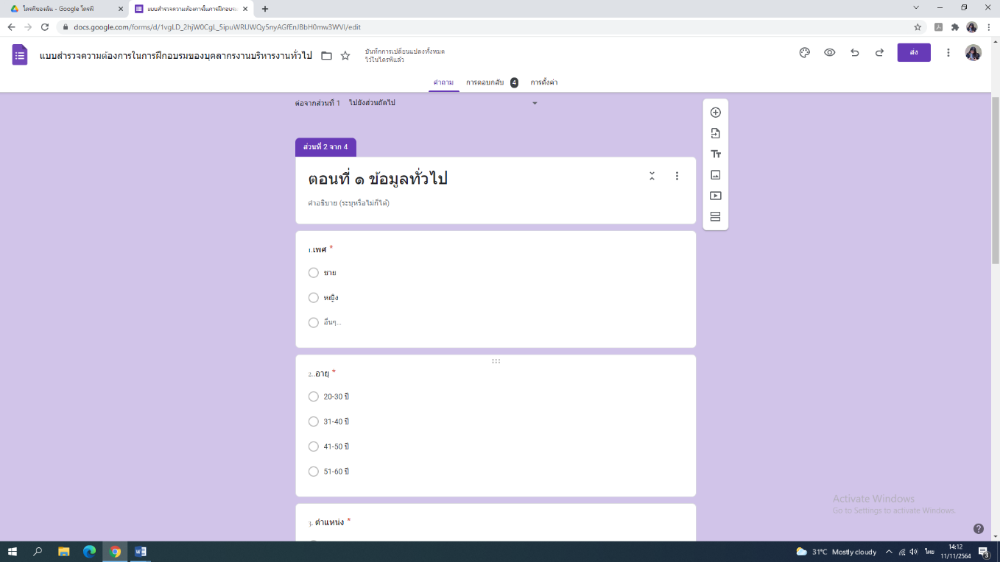 ไดรฟ์ของฉัน - Google ไดรฟ์
แบบสำรวจความต้องการในการฝึกอบรม
docs.google.com/forms/d/1vgLD_2hjW0CgL_5ipuWRUWQy5nyAGfEnJBbH0mw3WVI/edit
แบบสำรวจความต้องการในการฝึกอบรมของบุคลากรงานบริหารงานทั่วไป
บันทึกการเปลี่ยนแปลงทั้งหมด
ไว้ในไดรฟ์แล้ว
ส่ง
คำถาม การตอบกลับ 4 การตั้งค่า
ต่อจากส่วนที่ 1 ไปยังส่วนถัดไป
ส่วนที่ 2 จาก 4
ตอนที่ ๑ ข้อมูลทั่วไป
คำอธิบาย (ระบุหรือไม่ก็ได้)
1.เพศ *
ชาย
หญิง
อื่นๆ...
2..อายุ *
20-30 ปี
31-40 ปี
41-50 ปี
51-60 ปี
3. ตำแหน่ง *
Activate Windows
Go to Settings to activate Windows.
31°C Mostly cloudy
ไทย
14:12
11/11/2564
3